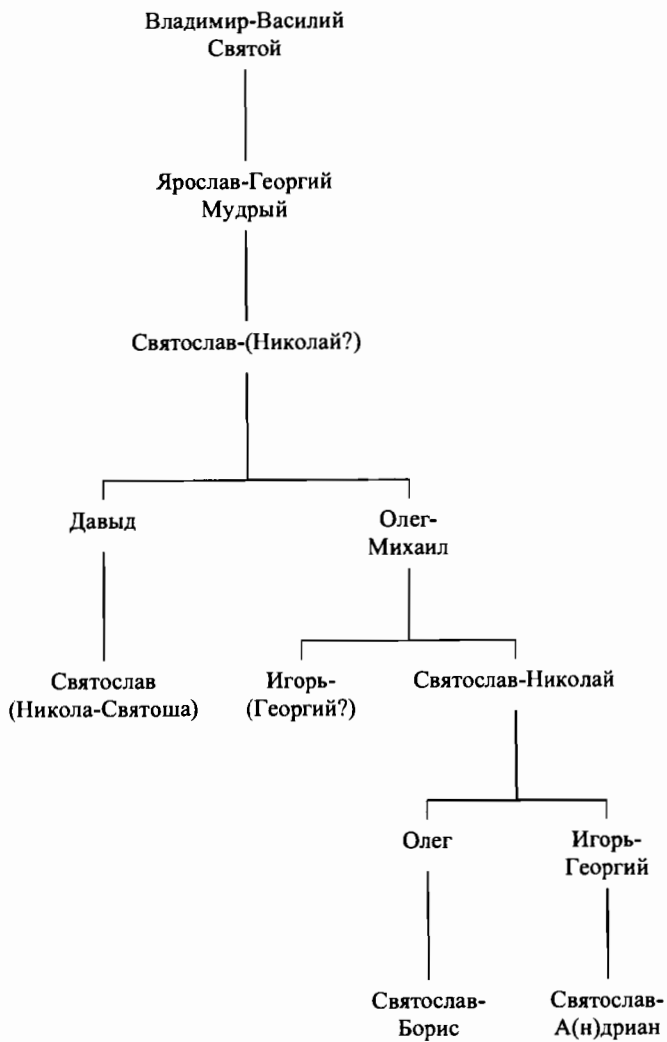 Владимир-Василий
Святой
Ярослав-Георгий
Мудрый
Святослав-(Николай?)
Давыд
Олег-
Михаил
Святослав
(Никола-Святоша)
Игорь-
(Георгий?)
Святослав-Николай
Олег
Игорь-
Георгий
Святослав-
Борис
Святослав-
А(н)дриан